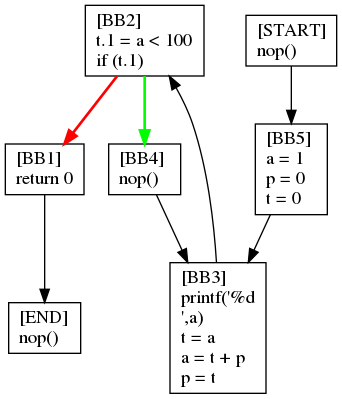 [BB2]
t.1 = a < 100
if (t.1)
[START]
nop()
[BB1]
return 0
[BB4]
nop()
[BB5]
a = 1
p = 0
t = 0
[BB3]
printf('%d
',a)
t = a
a = t + p
p = t
[END]
nop()